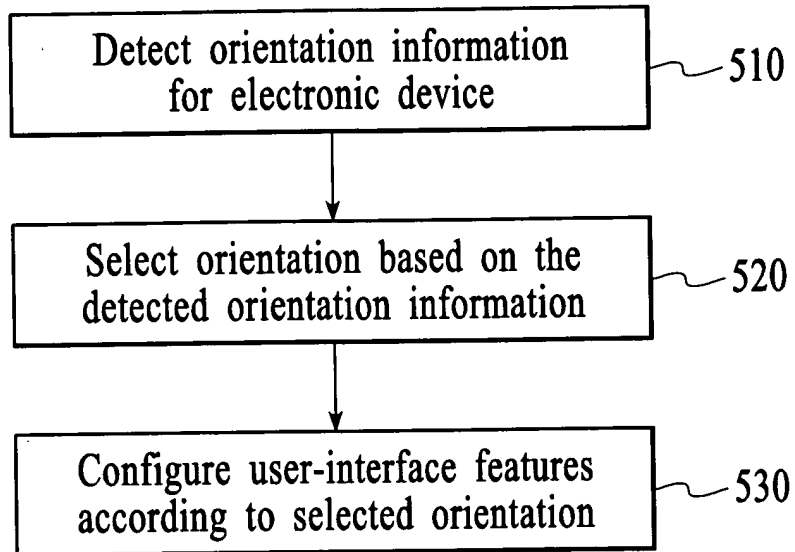 Detect orientation information
for electronic device
510
Select orientation based on the
detected orientation information
520
Configure user-interface features
according to selected orientation
530